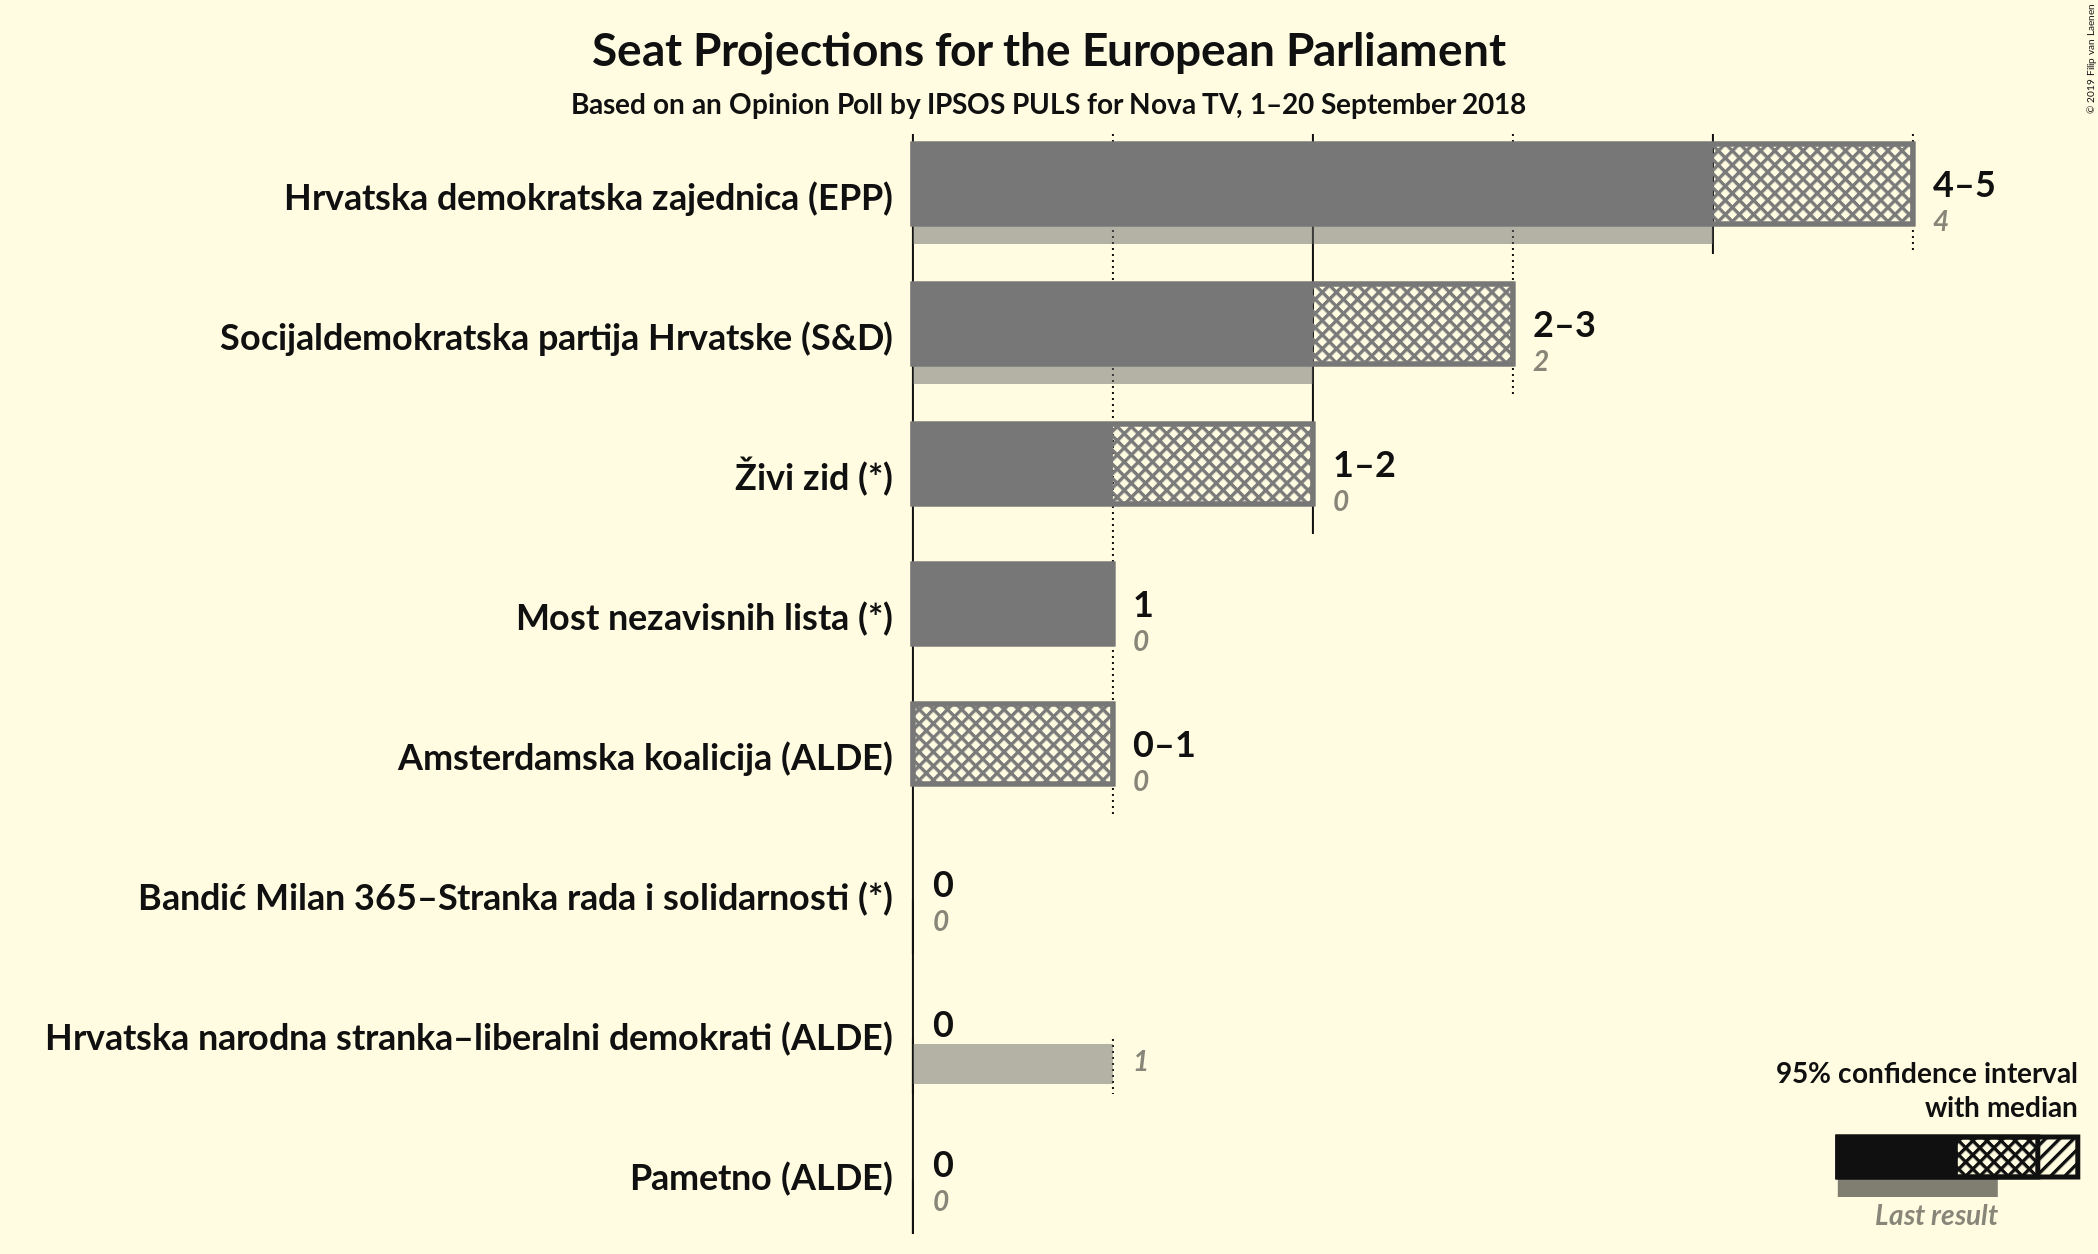 Seat Projections for the European Parliament
Based on an Opinion Poll by IPSOS PULS for Nova TV, 1–20 September 2018
© 2019 Filip van Laenen
Hrvatska demokratska zajednica (EPP)
4–5
4
Socijaldemokratska partija Hrvatske (S&D)
2–3
2
Živi zid (*)
1–2
0
Most nezavisnih lista (*)
1
0
Amsterdamska koalicija (ALDE)
0–1
0
Bandić Milan 365–Stranka rada i solidarnosti (*)
0
0
Hrvatska narodna stranka–liberalni demokrati (ALDE)
0
1
Pametno (ALDE)
0
0
95% confidence interval
with median
Last result